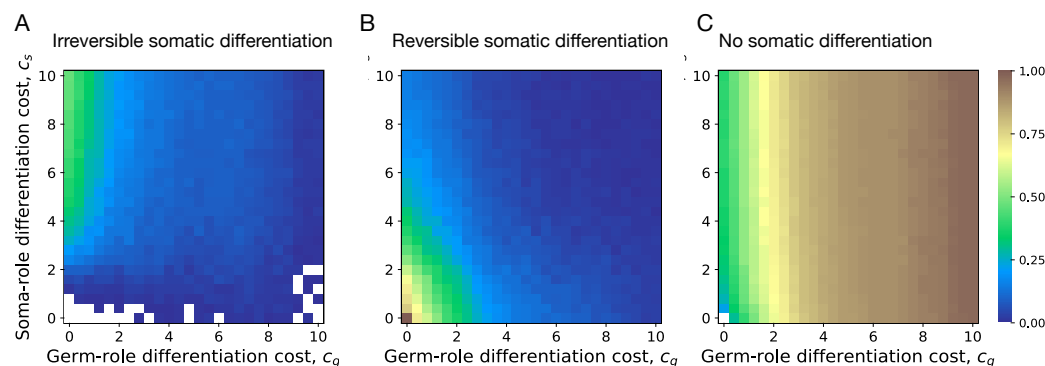 A
Irreversible somatic differentiation
B
Reversible somatic differentiation
C
No somatic differentiation
Soma-role differentiation cost, c_s
10
8
6
4
2
0
0 2 4 6 8 10
Germ-role differentiation cost, c_g
10
8
6
4
2
0
0 2 4 6 8 10
Germ-role differentiation cost, c_g
10
8
6
4
2
0
0 2 4 6 8 10
Germ-role differentiation cost, c_g
1.00
0.75
0.50
0.25
0.00